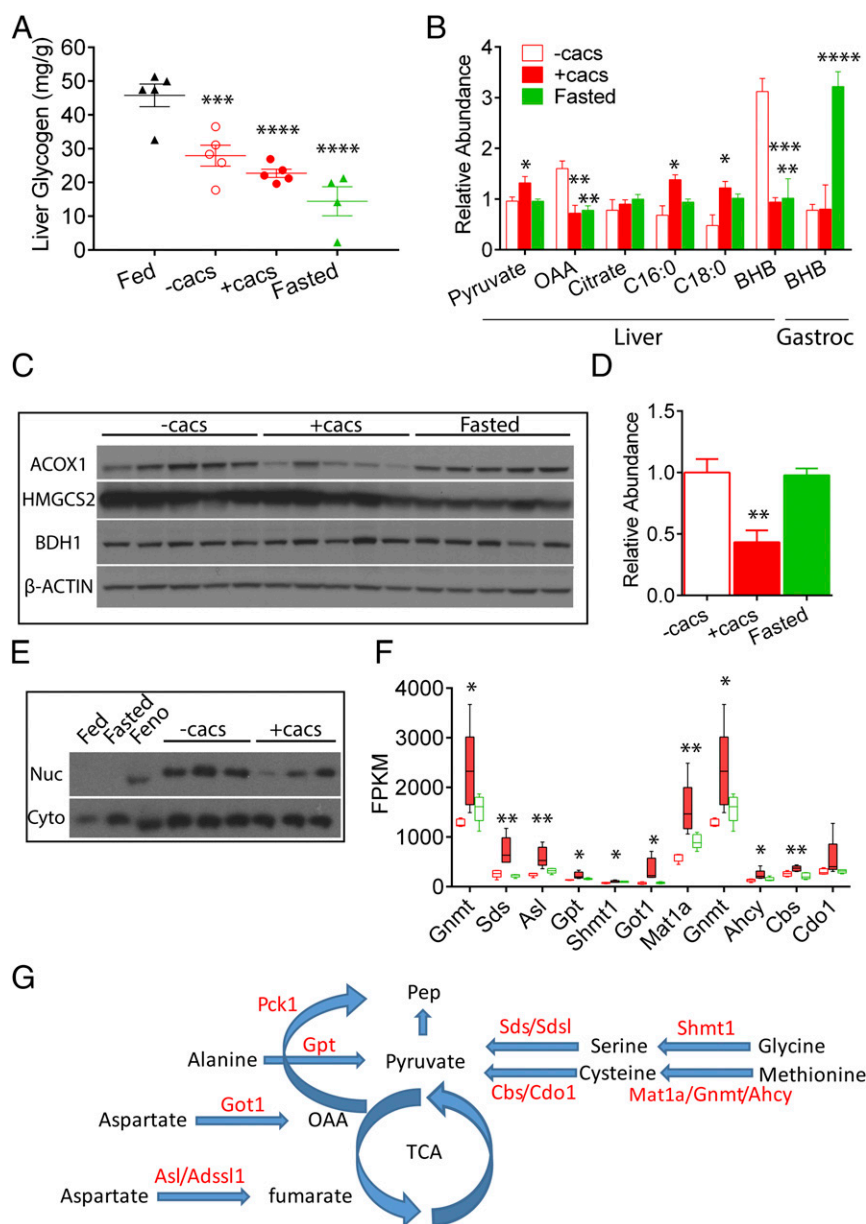 A
Liver Glycogen (mg/g)
60
50
40
30
20
10
0
***
****
****
Fed
-cacs
+cacs
Fasted
B
Relative Abundance
4
3
2
1
0
-cacs
+cacs
Fasted
*
**
**
*
*
***
**
****
Pyruvate
OAA
Citrate
C16:0
C18:0
BHB
BHB
Liver
Gastroc
C
-cacs +cacs Fasted
ACOX1
HMGCS2
BDH1
β-ACTIN
D
Relative Abundance
1.5
1.0
0.5
0.0
**
-cacs
+cacs
Fasted
E
Fed
Fasted
Feno
-cacs
+cacs
Nuc
Cyto
F
FPKM
4000
3000
2000
1000
0
*
**
**
*
*
*
**
*
*
**
Gnmt
Sds
Asl
Gpt
Shmt1
Got1
Mat1a
Gnmt
Ahcy
Cbs
Cdo1
G
Pck1
Pep
Alanine
Gpt
Pyruvate
Sds/Sdsl
Serine
Shmt1
Glycine
Cbs/Cdo1
Cysteine
Mat1a/Gnmt/Ahcy
Methionine
Aspartate
Got1
OAA
TCA
Asl/Adssl1
Aspartate
fumarate